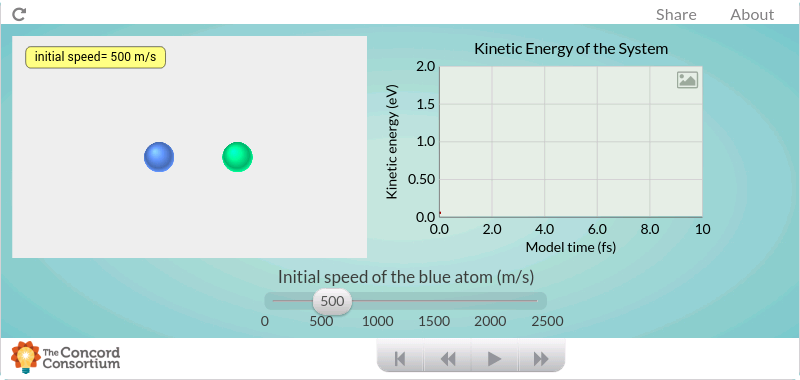 Share About
initial speed= 500 m/s
Kinetic Energy of the System
2.0
1.5
1.0
0.50
0.0
Kinetic energy (eV)
0.0 2.0 4.0 6.0 8.0 10
Model time (fs)
Initial speed of the blue atom (m/s)
500
0 500 1000 1500 2000 2500
The Concord
Consortium